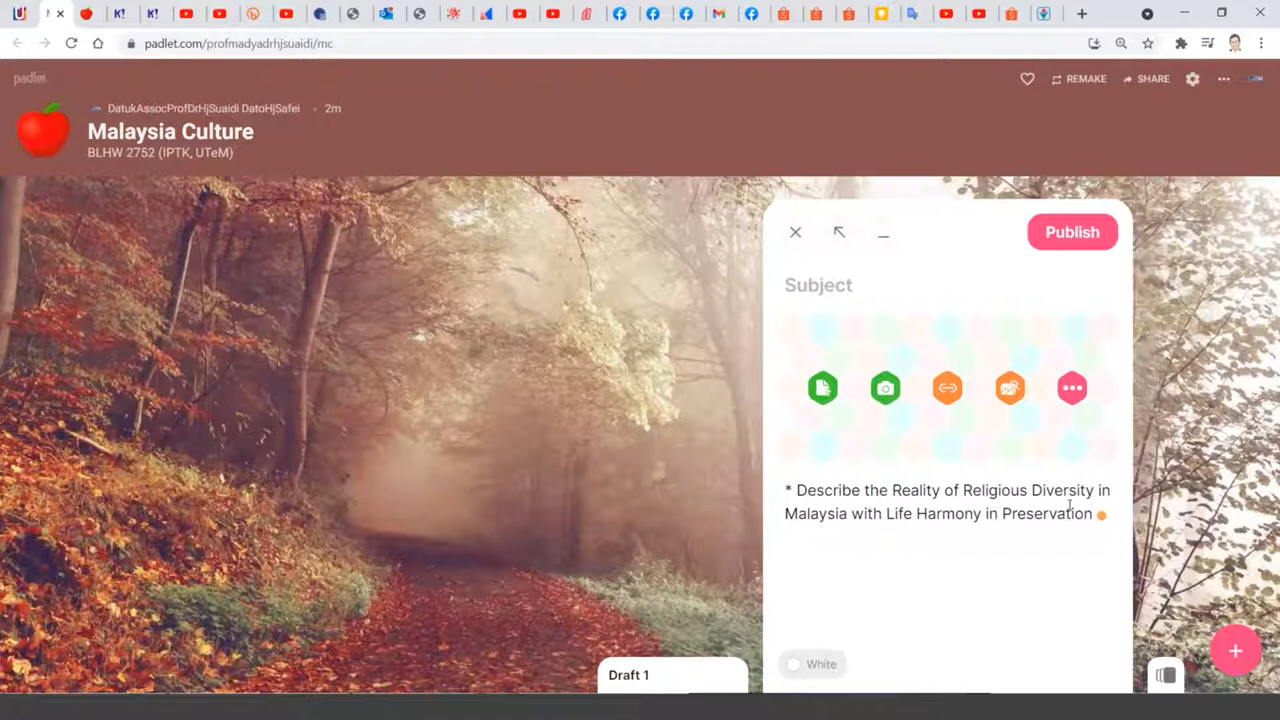 padlet.com/profmadyadrhjsuaidi/mc
padlet
REMAKE
SHARE
DatukAssocProfDrHjSuaidi DatoHjSafei • 2m
Malaysia Culture
BLHW 2752 (IPTK, UTeM)
Publish
Subject
* Describe the Reality of Religious Diversity in
Malaysia with Life Harmony in Preservation
White
Draft 1